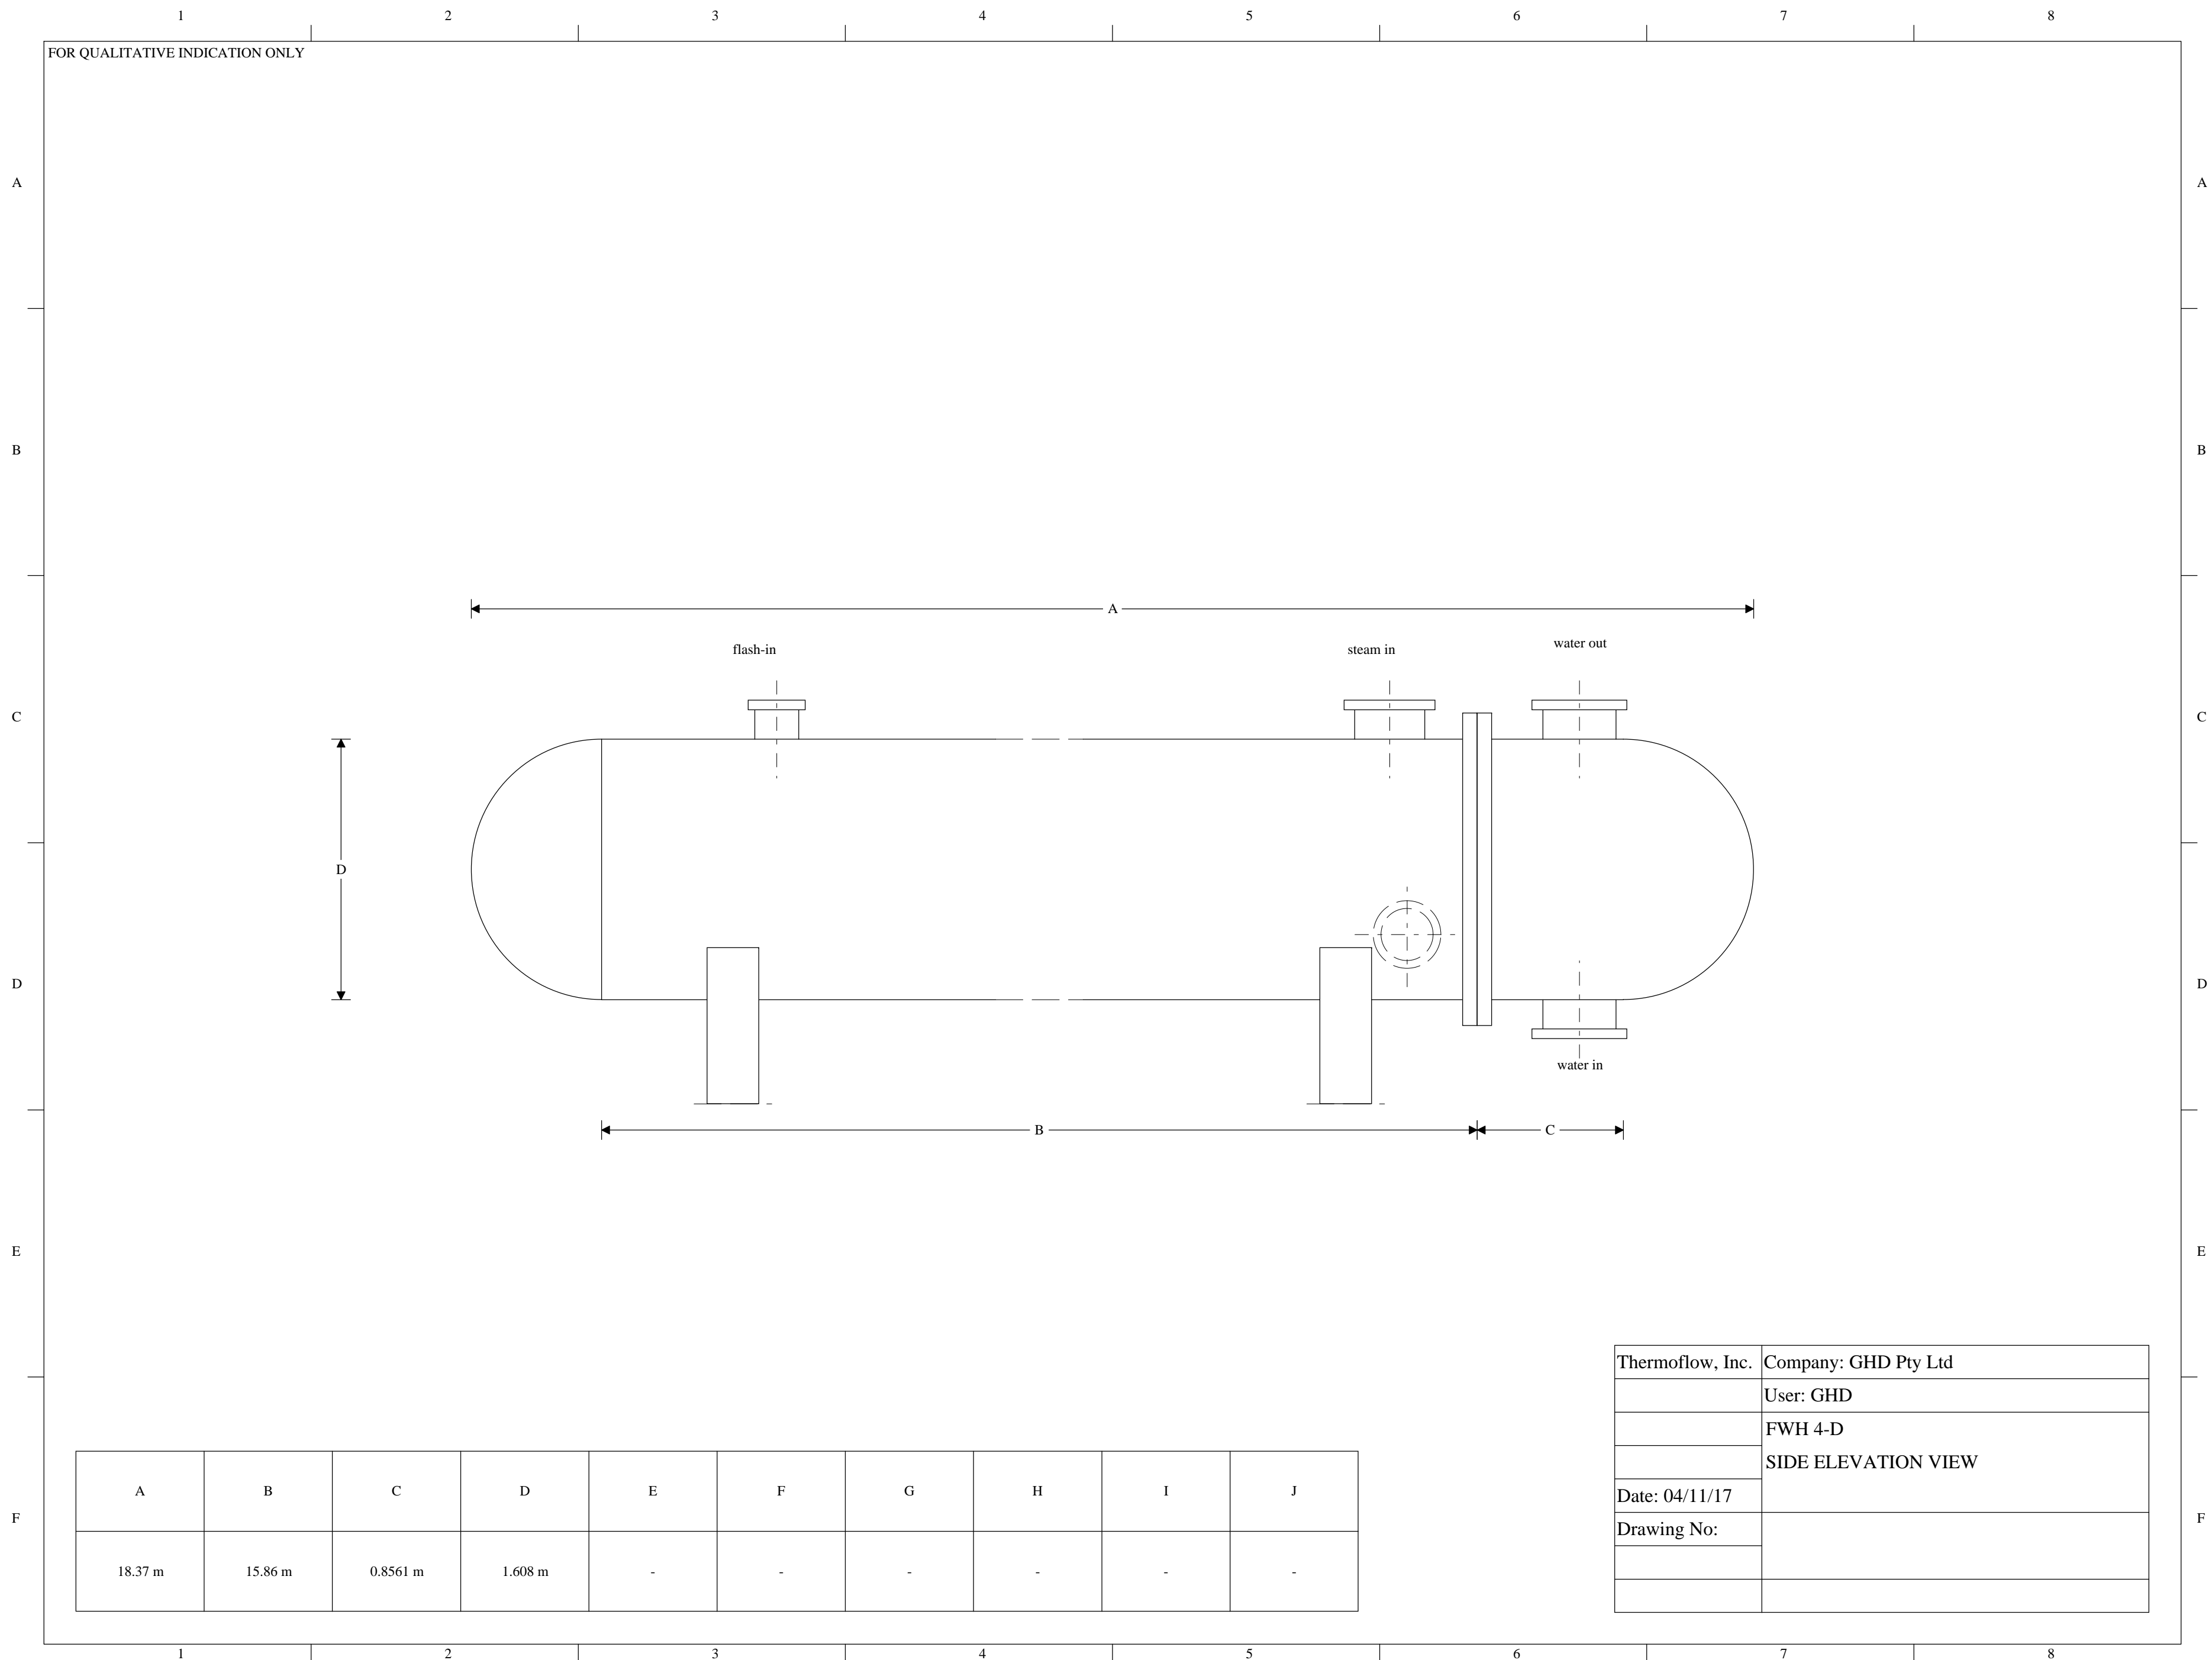 1 2 3 4 5 6 7 8
FOR QUALITATIVE INDICATION ONLY
A A
B B
A
flash-in steam in water out
C C
D
D D
water in
B C
E E
Thermoflow, Inc. Company: GHD Pty Ltd
User: GHD
FWH 4-D
SIDE ELEVATION VIEW
Date: 04/11/17
Drawing No:
A B C D E F G H I J
F F
18.37 m 15.86 m 0.8561 m 1.608 m - - - - - -
1 2 3 4 5 6 7 8